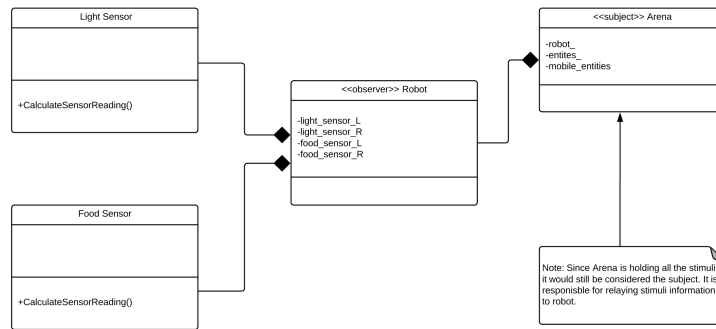 Light Sensor
+CalculateSensorReading()
<<observer>> Robot
-light_sensor_L
-light_sensor_R
-food_sensor_L
-food_sensor_R
<<subject>> Arena
-robot_
-entites_
-mobile_entities
Food Sensor
+CalculateSensorReading()
Note: Since Arena is holding all the stimuli
it would still be considered the subject. It is
responisble for relaying stimuli information
to robot.